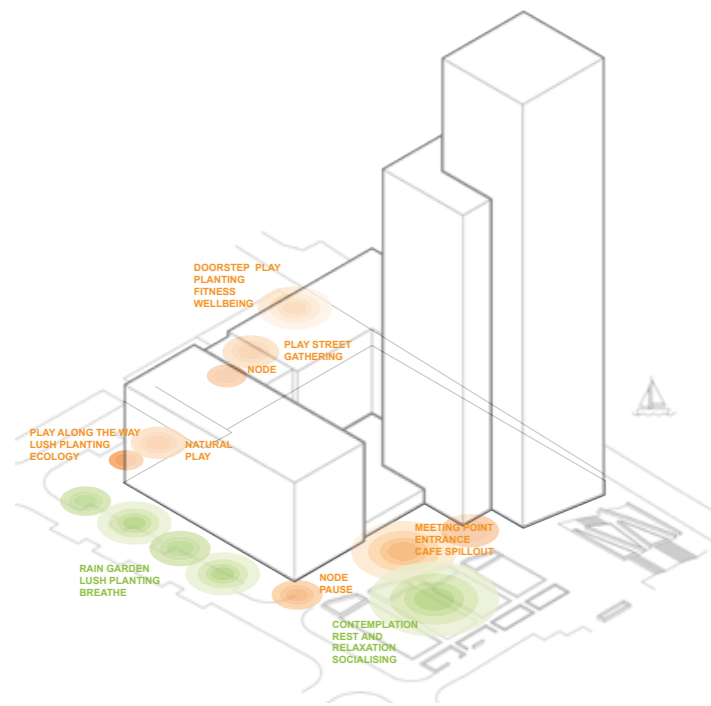 DOORSTEP PLAY
PLANTING
FITNESS
WELLBEING
PLAY STREET
GATHERING
NODE
PLAY ALONG THE WAY
LUSH PLANTING
ECOLOGY
NATURAL
PLAY
MEETING POINT
ENTRANCE
CAFE SPILLOUT
RAIN GARDEN
LUSH PLANTING
BREATHE
NODE
PAUSE
CONTEMPLATION
REST AND
RELAXATION
SOCIALISING